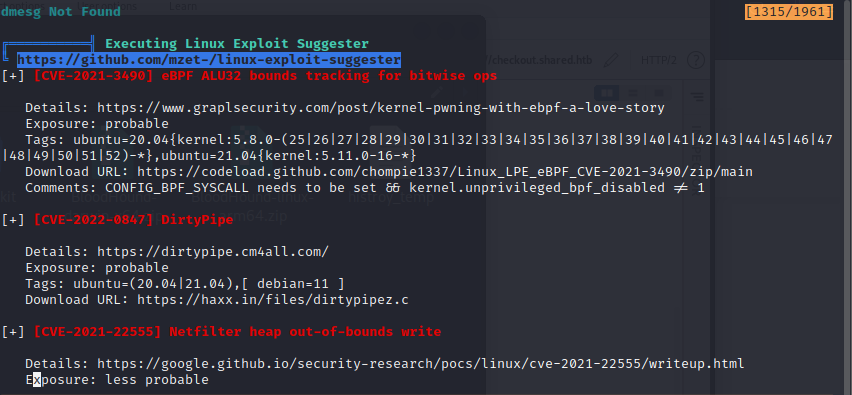 dmesg Not Found
[1315/1961]
Executing Linux Exploit Suggester
https://github.com/mzet-/linux-exploit-suggester
/checkout.shared.htb
HTTP/2
[+] [CVE-2021-3490] eBPF ALU32 bounds tracking for bitwise ops
Details: https://www.graplsecurity.com/post/kernel-pwning-with-ebpf-a-love-story
Exposure: probable
Tags: ubuntu=20.04{kernel:5.8.0-(25|26|27|28|29|30|31|32|33|34|35|36|37|38|39|40|41|42|43|44|45|46|47
|48|49|50|51|52)-*},ubuntu=21.04{kernel:5.11.0-16-*}
Download URL: https://codeload.github.com/chompie1337/Linux_LPE_eBPF_CVE-2021-3490/zip/main
Comments: CONFIG_BPF_SYSCALL needs to be set && kernel.unprivileged_bpf_disabled != 1
[+] [CVE-2022-0847] DirtyPipe
Details: https://dirtypipe.cm4all.com/
Exposure: probable
Tags: ubuntu=(20.04|21.04),[ debian=11 ]
Download URL: https://haxx.in/files/dirtypipez.c
[+] [CVE-2021-22555] Netfilter heap out-of-bounds write
Details: https://google.github.io/security-research/pocs/linux/cve-2021-22555/writeup.html
Exposure: less probable